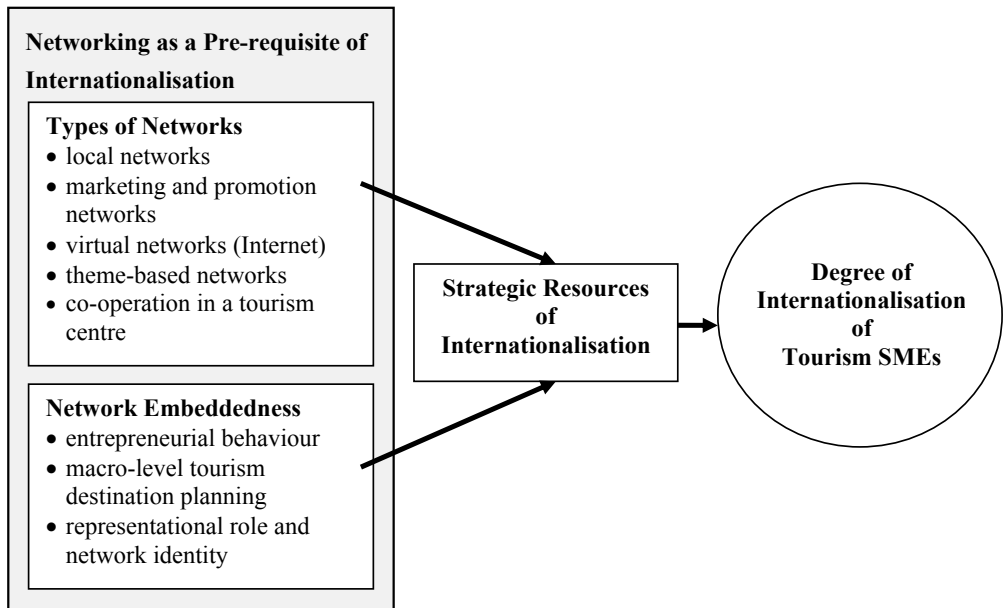 Networking as a Pre-requisite of
Internationalisation
Types of Networks
• local networks
• marketing and promotion
networks
• virtual networks (Internet)
• theme-based networks
• co-operation in a tourism
centre
Network Embeddedness
• entrepreneurial behaviour
• macro-level tourism
destination planning
• representational role and
network identity
Strategic Resources
of
Internationalisation
Degree of
Internationalisation
of
Tourism SMEs